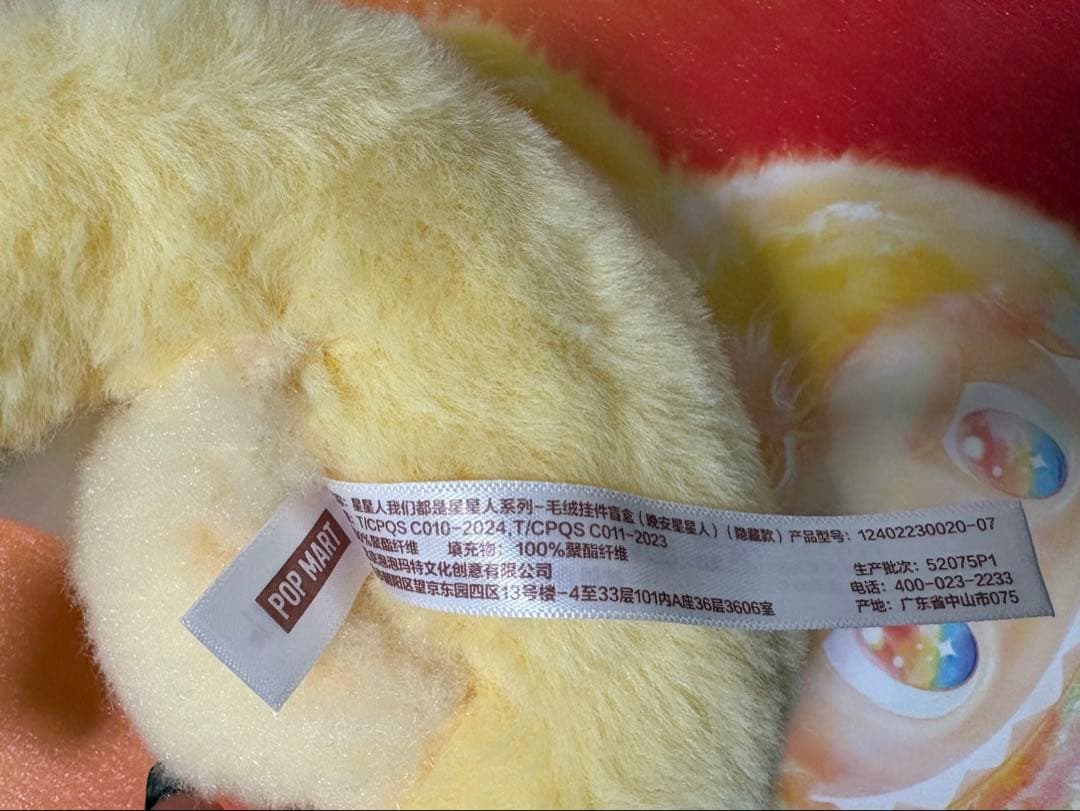 POP MART
星星人我们都是星星人系列-毛绒挂件盲盒（晚安星星人）（隐藏款） 产品型号：12402230020-07
T/CPQS C010-2024,T/CPQS C011-2023
%聚酯纤维 填充物：100%聚酯纤维
生产批次：52075P1
泡泡玛特文化创意有限公司
电话：400-023-2233
朝阳区望京东园四区13号楼-4至33层101内A座36层3606室
产地：广东省中山市075